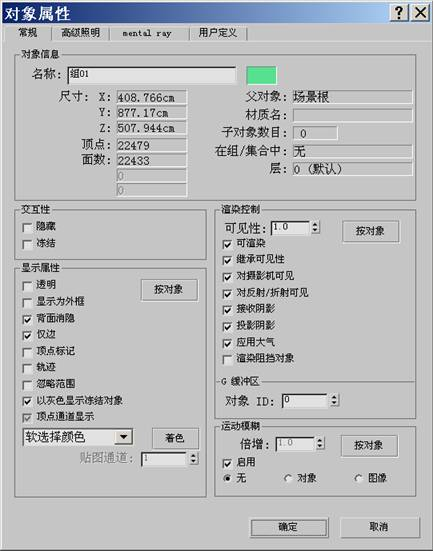 对象属性
常规 高级照明 mental ray 用户定义
对象信息
名称: 组01
尺寸: X: 408.766cm
Y: 877.17cm
Z: 507.944cm
顶点: 22479
面数: 22433
0
0
父对象: 场景根
材质名:
子对象数目: 0
在组/集合中: 无
层: 0 (默认)
交互性
隐藏
冻结
显示属性
透明 按对象
显示为外框
背面消隐
仅边
顶点标记
轨迹
忽略范围
以灰色显示冻结对象
顶点通道显示
软选择颜色 着色
贴图通道: 1
渲染控制
可见性: 1.0 按对象
可渲染
继承可见性
对摄影机可见
对反射/折射可见
接收阴影
投影阴影
应用大气
渲染阻挡对象
G 缓冲区
对象 ID: 0
运动模糊
倍增: 1.0 按对象
启用
无 对象 图像
确定 取消